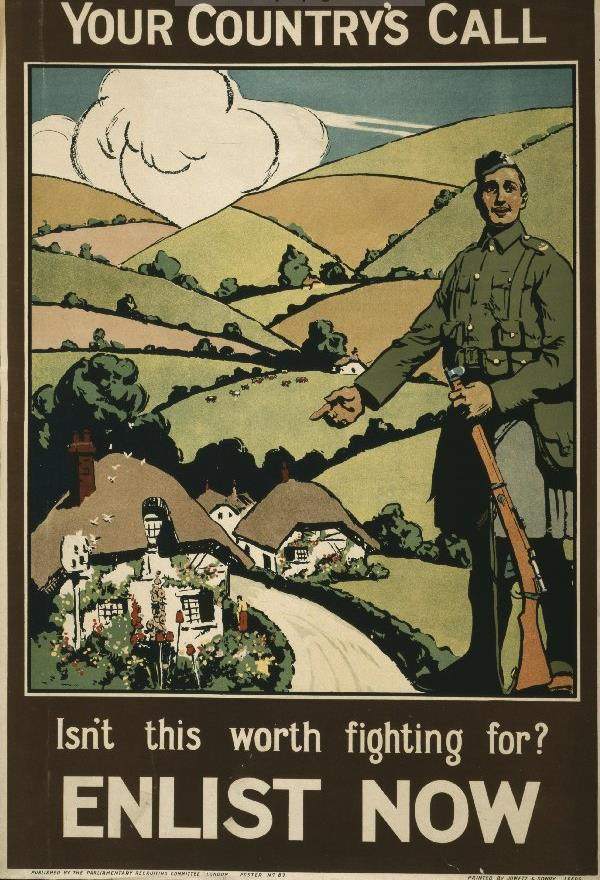 YOUR COUNTRY'S CALL
Isn't this worth fighting for?
ENLIST NOW
PUBLISHED BY THE PARLIAMENTARY RECRUITING COMMITTEE LONDON POSTER NO 87
PRINTED BY JOWETT & SOWRY LEEDS